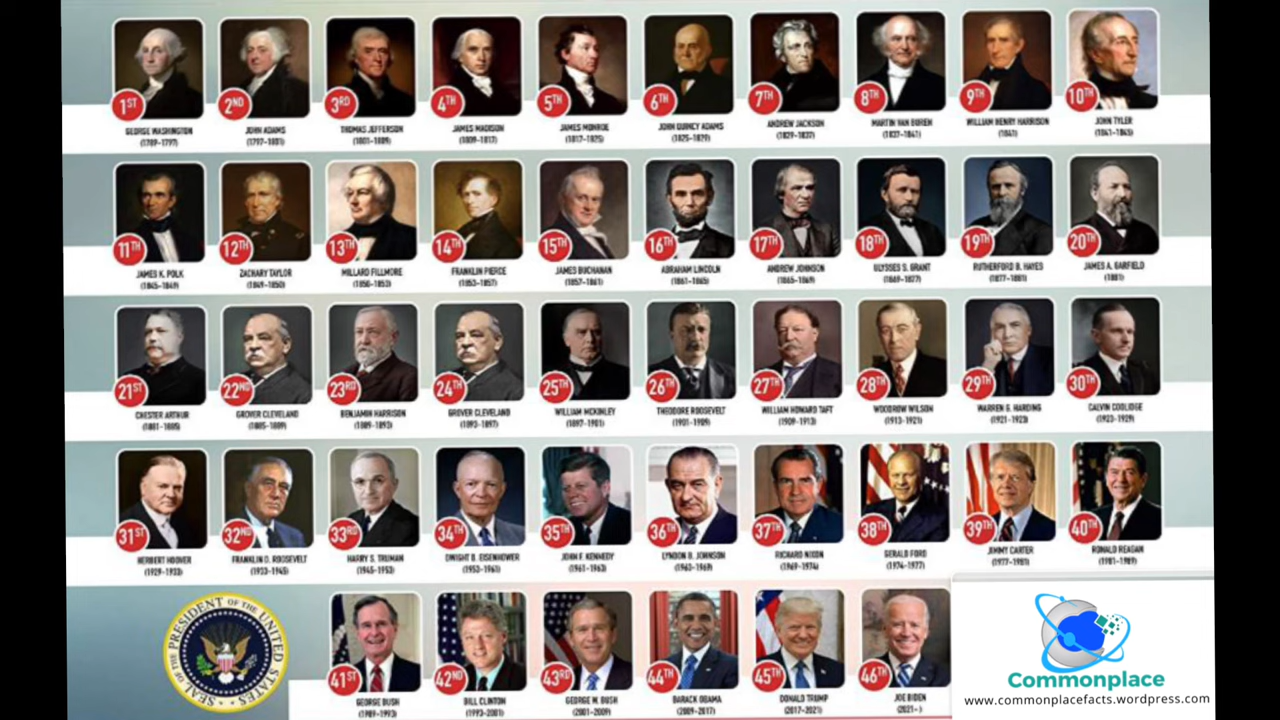 1ST 2ND 3RD 4TH 5TH 6TH 7TH 8TH 9TH 10TH
GEORGE WASHINGTON JOHN ADAMS THOMAS JEFFERSON JAMES MADISON JAMES MONROE JOHN QUINCY ADAMS ANDREW JACKSON MARTIN VAN BUREN WILLIAM HENRY HARRISON JOHN TYLER
(1789-1797) (1797-1801) (1801-1809) (1809-1817) (1817-1825) (1825-1829) (1829-1837) (1837-1841) (1841) (1841-1845)
11TH 12TH 13TH 14TH 15TH 16TH 17TH 18TH 19TH 20TH
JAMES K. POLK ZACHARY TAYLOR MILLARD FILLMORE FRANKLIN PIERCE JAMES BUCHANAN ABRAHAM LINCOLN ANDREW JOHNSON ULYSSES S. GRANT RUTHERFORD B. HAYES JAMES A. GARFIELD
(1845-1849) (1849-1850) (1850-1853) (1853-1857) (1857-1861) (1861-1865) (1865-1869) (1869-1877) (1877-1881) (1881)
21ST 22ND 23RD 24TH 25TH 26TH 27TH 28TH 29TH 30TH
CHESTER ARTHUR GROVER CLEVELAND BENJAMIN HARRISON GROVER CLEVELAND WILLIAM MCKINLEY THEODORE ROOSEVELT WILLIAM HOWARD TAFT WOODROW WILSON WARREN G. HARDING CALVIN COOLIDGE
(1881-1885) (1885-1889) (1889-1893) (1893-1897) (1897-1901) (1901-1909) (1909-1913) (1913-1921) (1921-1923) (1923-1929)
31ST 32ND 33RD 34TH 35TH 36TH 37TH 38TH 39TH 40TH
HERBERT HOOVER FRANKLIN D. ROOSEVELT HARRY S. TRUMAN DWIGHT D. EISENHOWER JOHN F. KENNEDY LYNDON B. JOHNSON RICHARD NIXON GERALD FORD JIMMY CARTER RONALD REAGAN
(1929-1933) (1933-1945) (1945-1953) (1953-1961) (1961-1963) (1963-1969) (1969-1974) (1974-1977) (1977-1981) (1981-1989)
SEAL OF THE PRESIDENT OF THE UNITED STATES
41ST 42ND 43RD 44TH 45TH 46TH
GEORGE BUSH BILL CLINTON GEORGE W. BUSH BARACK OBAMA DONALD TRUMP JOE BIDEN
(1989-1993) (1993-2001) (2001-2009) (2009-2017) (2017-2021) (2021- )
Commonplace
www.commonplacefacts.wordpress.com